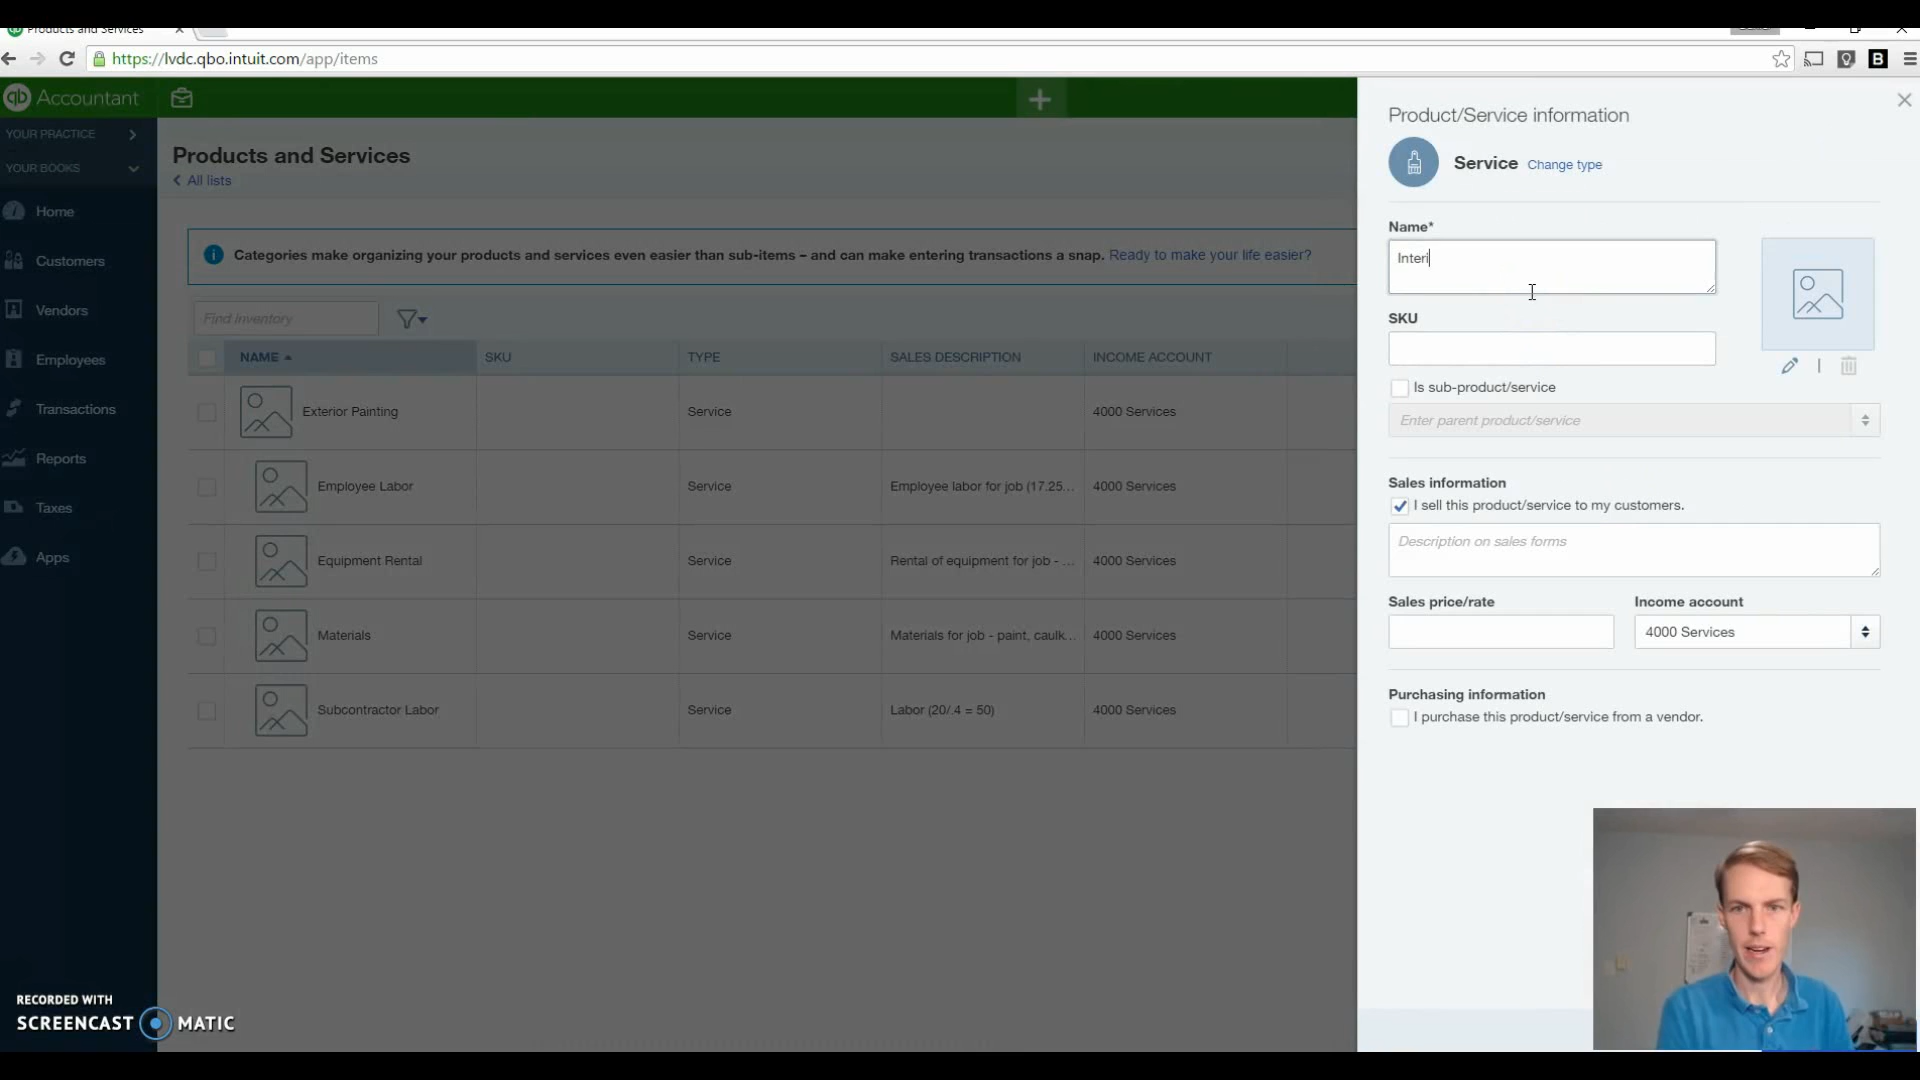 Products and Services
https://lvdc.qbo.intuit.com/app/items
qb Accountant
YOUR PRACTICE
YOUR BOOKS
Home
Customers
Vendors
Employees
Transactions
Reports
Taxes
Apps
Products and Services
All lists
Categories make organizing your products and services even easier than sub-items – and can make entering transactions a snap. Ready to make your life easier?
Find Inventory
NAME SKU TYPE SALES DESCRIPTION INCOME ACCOUNT
Exterior Painting Service 4000 Services
Employee Labor Service Employee labor for job (17.25... 4000 Services
Equipment Rental Service Rental of equipment for job - ... 4000 Services
Materials Service Materials for job - paint, caulk... 4000 Services
Subcontractor Labor Service Labor (20/.4 = 50) 4000 Services
Product/Service information
Service Change type
Name*
Interi
SKU
Is sub-product/service
Enter parent product/service
Sales information
I sell this product/service to my customers.
Description on sales forms
Sales price/rate Income account
4000 Services
Purchasing information
I purchase this product/service from a vendor.
RECORDED WITH
SCREENCAST MATIC